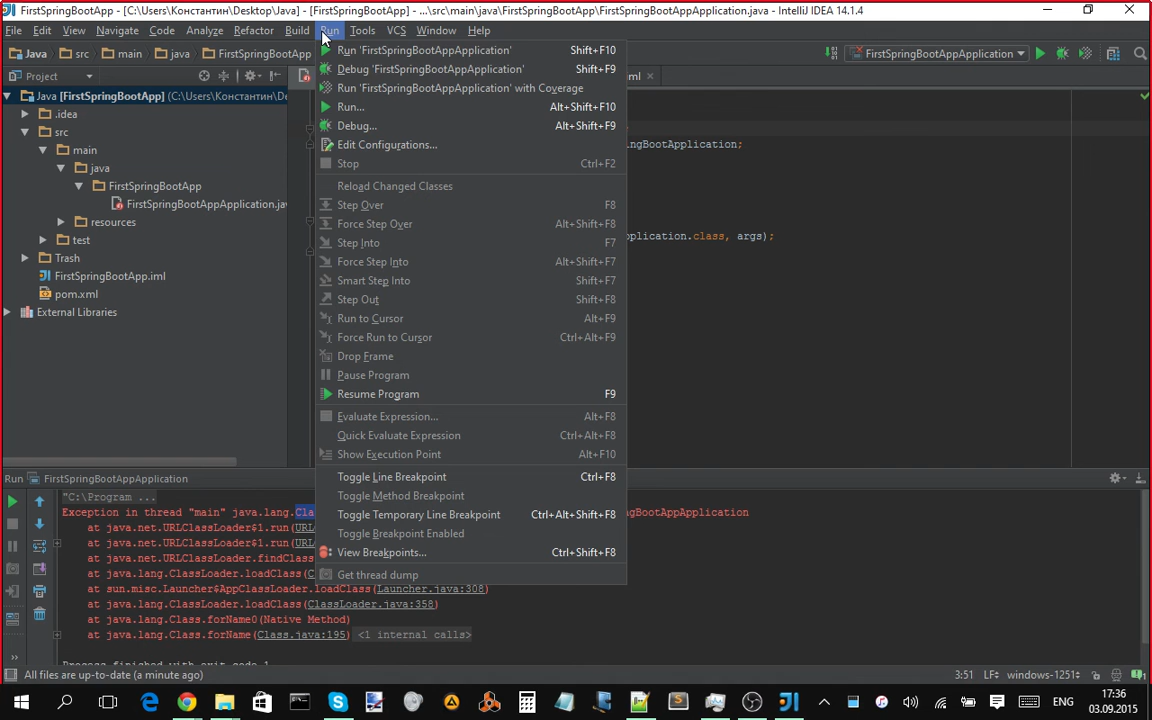 FirstSpringBootApp - [C:\Users\Константин\Desktop\Java] - [FirstSpringBootApp] - ...\src\main\java\FirstSpringBootApp\FirstSpringBootAppApplication.java - IntelliJ IDEA 14.1.4
File Edit View Navigate Code Analyze Refactor Build Run Tools VCS Window Help
Java src main java FirstSpringBootApp FirstSpringBootAppApplication
Project
Java [FirstSpringBootApp] (C:\Users\Константин\De
.idea
src
main
java
FirstSpringBootApp
FirstSpringBootAppApplication.jav
resources
test
Trash
FirstSpringBootApp.iml
pom.xml
External Libraries
Run 'FirstSpringBootAppApplication' Shift+F10
Debug 'FirstSpringBootAppApplication' Shift+F9
Run 'FirstSpringBootAppApplication' with Coverage
Run... Alt+Shift+F10
Debug... Alt+Shift+F9
Edit Configurations...
Stop Ctrl+F2
Reload Changed Classes
Step Over F8
Force Step Over Alt+Shift+F8
Step Into F7
Force Step Into Alt+Shift+F7
Smart Step Into Shift+F7
Step Out Shift+F8
Run to Cursor Alt+F9
Force Run to Cursor Ctrl+Alt+F9
Drop Frame
Pause Program
Resume Program F9
Evaluate Expression... Alt+F8
Quick Evaluate Expression Ctrl+Alt+F8
Show Execution Point Alt+F10
Toggle Line Breakpoint Ctrl+F8
Toggle Method Breakpoint
Toggle Temporary Line Breakpoint Ctrl+Alt+Shift+F8
Toggle Breakpoint Enabled
View Breakpoints... Ctrl+Shift+F8
Get thread dump
ml
ngBootApplication;
plication.class, args);
Run FirstSpringBootAppApplication
"C:\Program ...
Exception in thread "main" java.lang.Cla gBootAppApplication
at java.net.URLClassLoader$1.run(URL
at java.net.URLClassLoader$1.run(URL
at java.net.URLClassLoader.findClass
at java.lang.ClassLoader.loadClass(C
at sun.misc.Launcher$AppClassLoader.loadClass(Launcher.java:308)
at java.lang.ClassLoader.loadClass(ClassLoader.java:358)
at java.lang.Class.forName0(Native Method)
at java.lang.Class.forName(Class.java:195) <1 internal calls>
Process finished with exit code 1
All files are up-to-date (a minute ago) 3:51 LF÷ windows-1251÷
ENG
17:36
03.09.2015